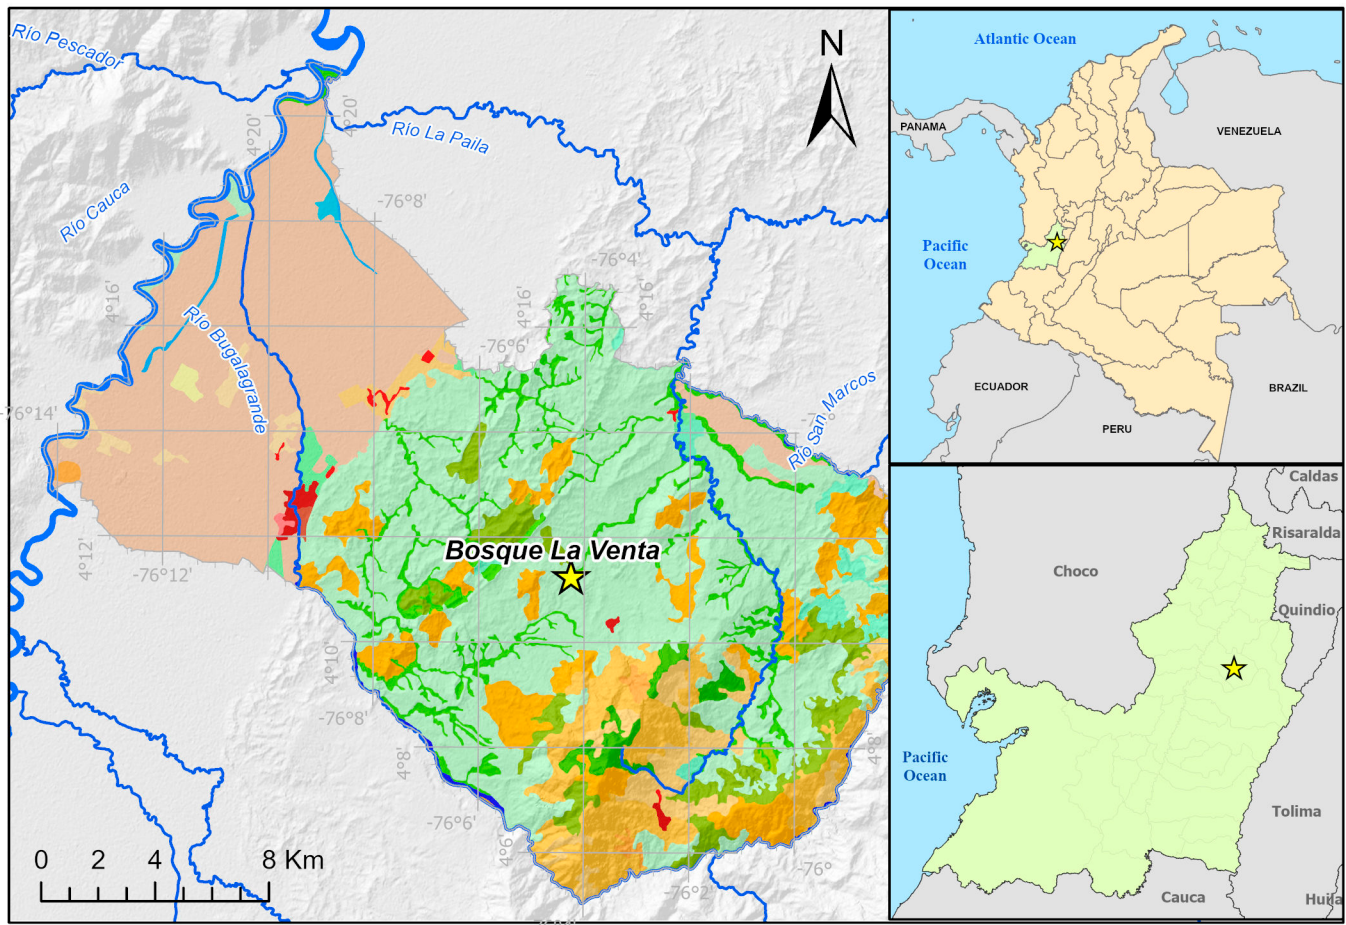 Río Pescador
Río La Paila
Río Cauca
Río Bugalagrande
Río San Marcos
N
4°20'
4°20'
-76°8'
-76°4'
4°16'
4°16'
4°16'
-76°6'
-76°14'
4°12'
-76°12'
Bosque La Venta
4°10'
-76°8'
4°8'
4°8'
-76°6'
4°6'
-76°2'
-76°
0 2 4 8 Km
Atlantic Ocean
PANAMA
VENEZUELA
Pacific
Ocean
ECUADOR
PERU
BRAZIL
Caldas
Risaralda
Choco
Quindio
Pacific
Ocean
Tolima
Cauca
Huila